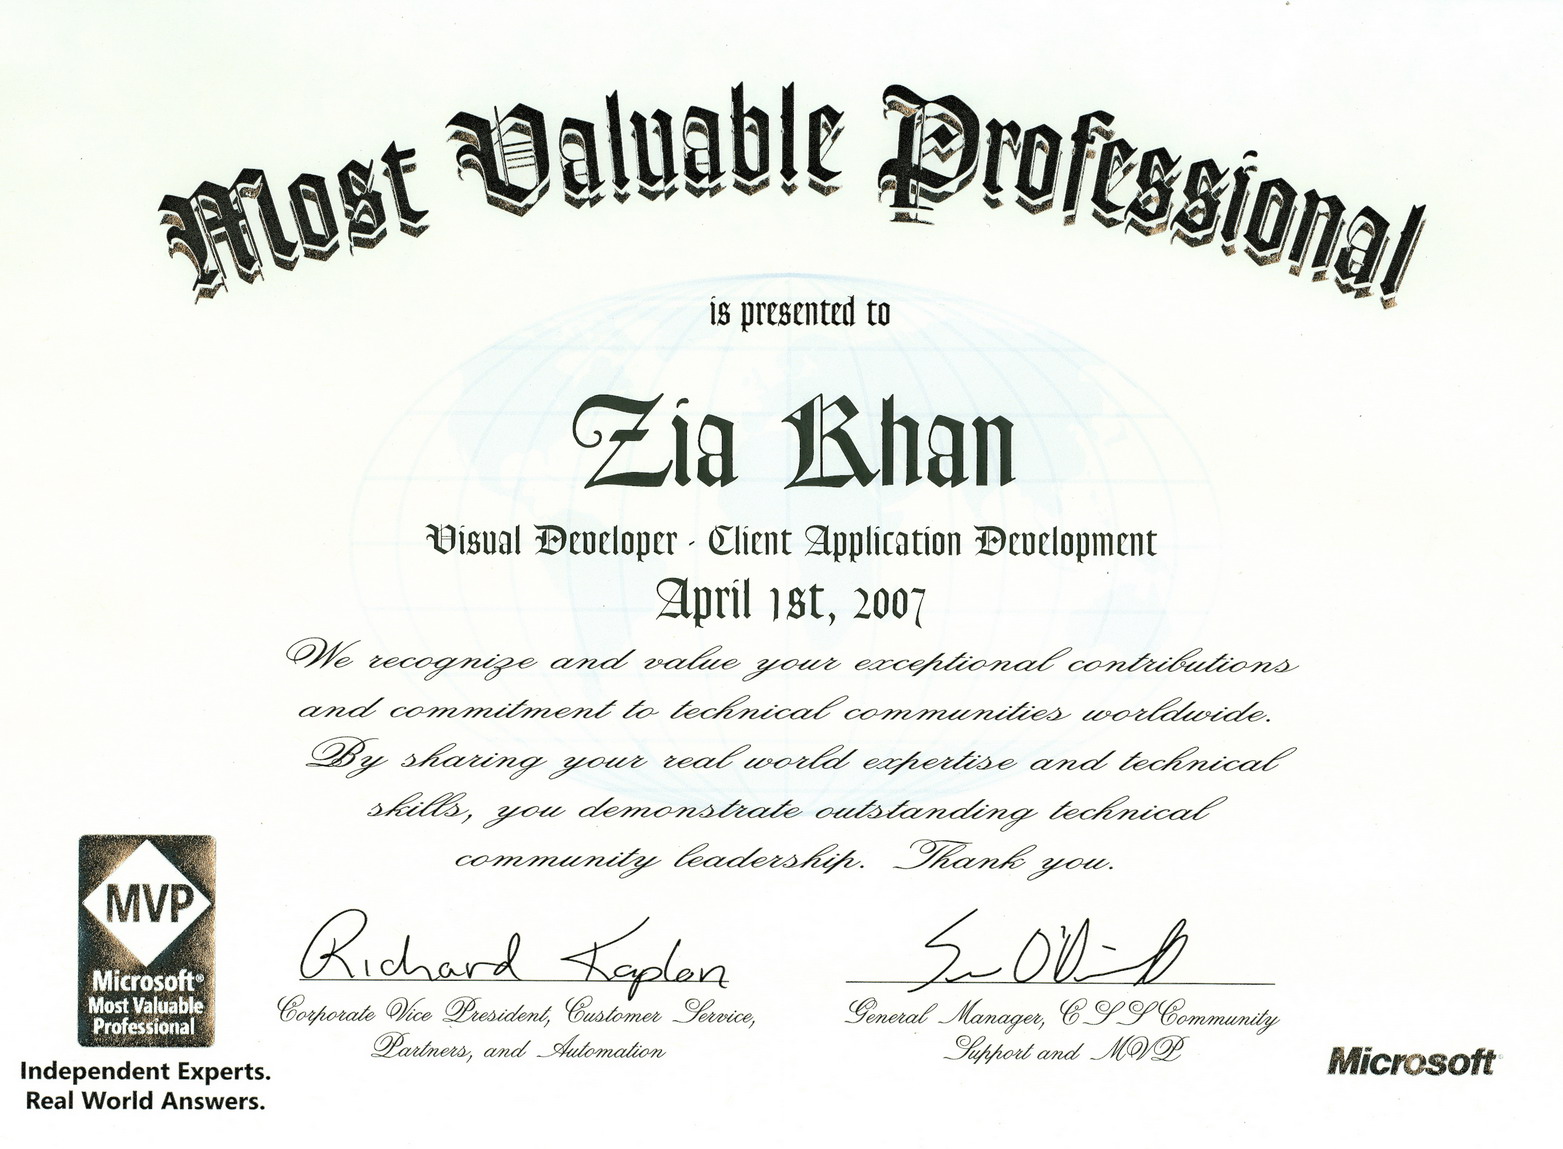 Most Valuable Professional
is presented to
Zia Khan
Visual Developer - Client Application Development
April 1st, 2007
We recognize and value your exceptional contributions
and commitment to technical communities worldwide.
By sharing your real world expertise and technical
skills, you demonstrate outstanding technical
community leadership. Thank you.
Richard Kaplan
Corporate Vice President, Customer Service,
Partners, and Automation
General Manager, C S S Community
Support and MVP
MVP
Microsoft®
Most Valuable
Professional
Independent Experts.
Real World Answers.
Microsoft